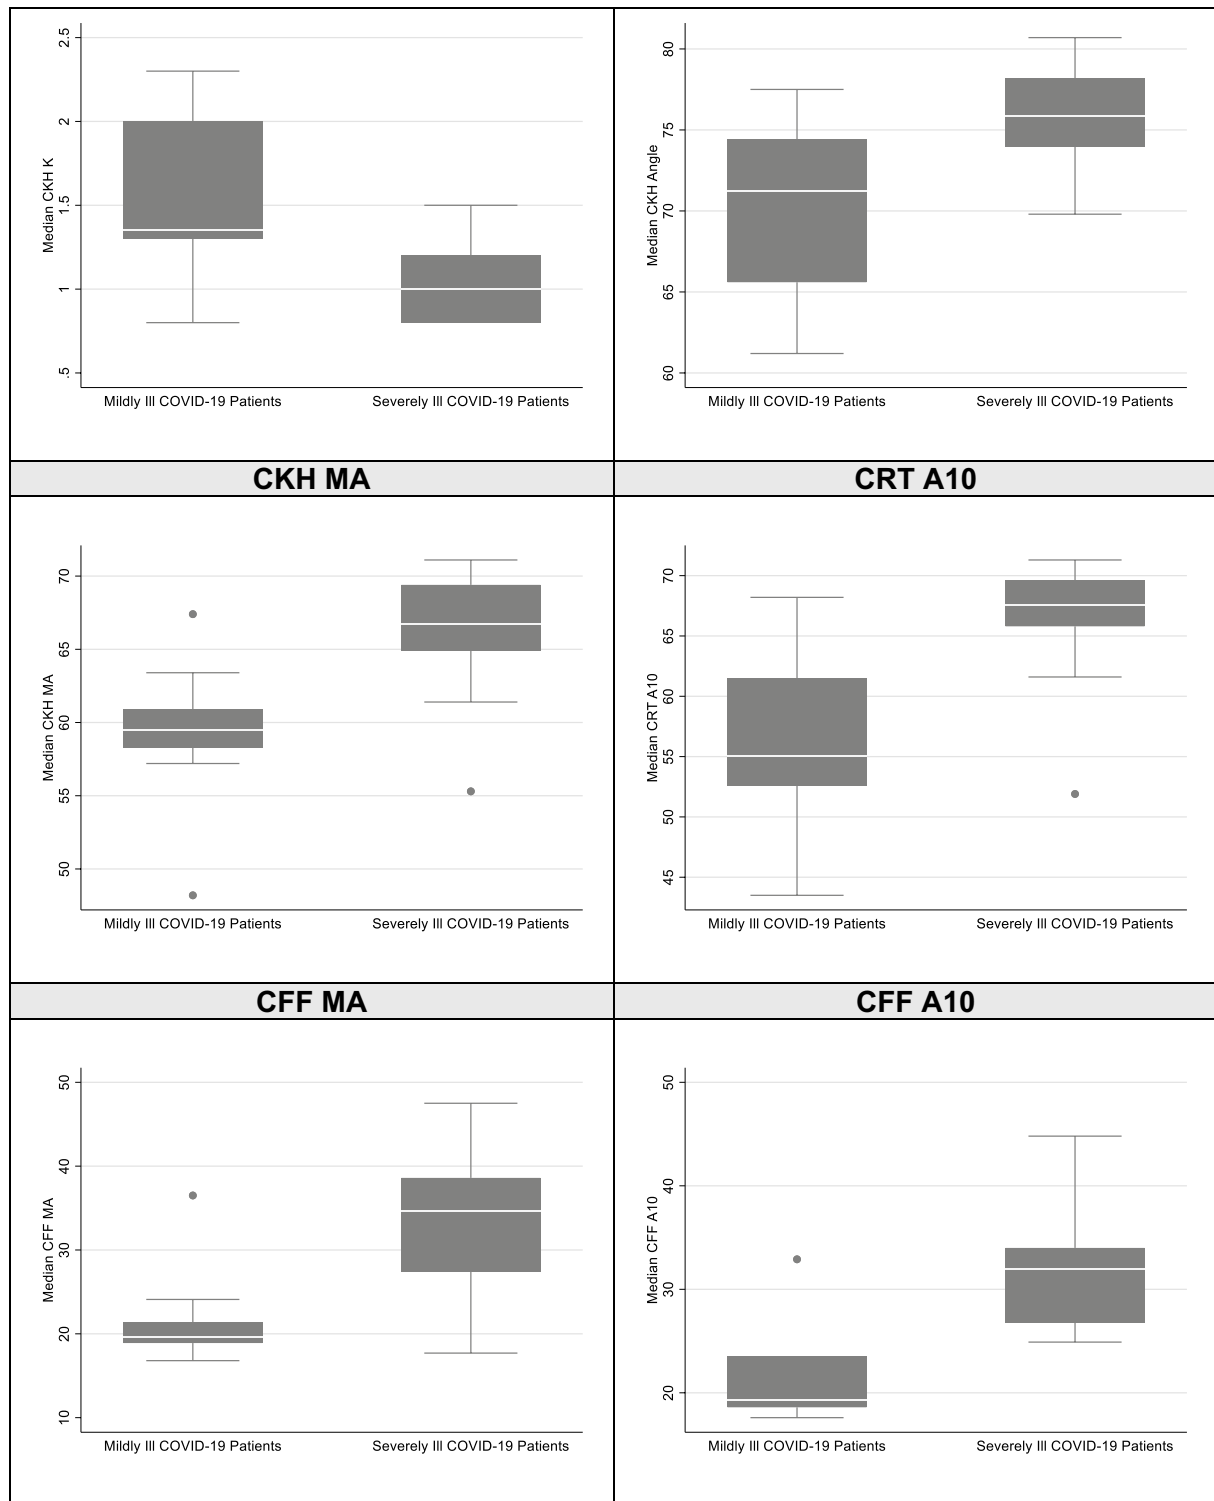 Median CKH K
2.5
2
1.5
1
.5
Mildly Ill COVID-19 Patients
Severely Ill COVID-19 Patients
Median CKH Angle
80
75
70
65
60
Mildly Ill COVID-19 Patients
Severely Ill COVID-19 Patients
CKH MA
CRT A10
Median CKH MA
70
65
60
55
50
Mildly Ill COVID-19 Patients
Severely Ill COVID-19 Patients
Median CRT A10
70
65
60
55
50
45
Mildly Ill COVID-19 Patients
Severely Ill COVID-19 Patients
CFF MA
CFF A10
Median CFF MA
50
40
30
20
10
Mildly Ill COVID-19 Patients
Severely Ill COVID-19 Patients
Median CFF A10
50
40
30
20
Mildly Ill COVID-19 Patients
Severely Ill COVID-19 Patients